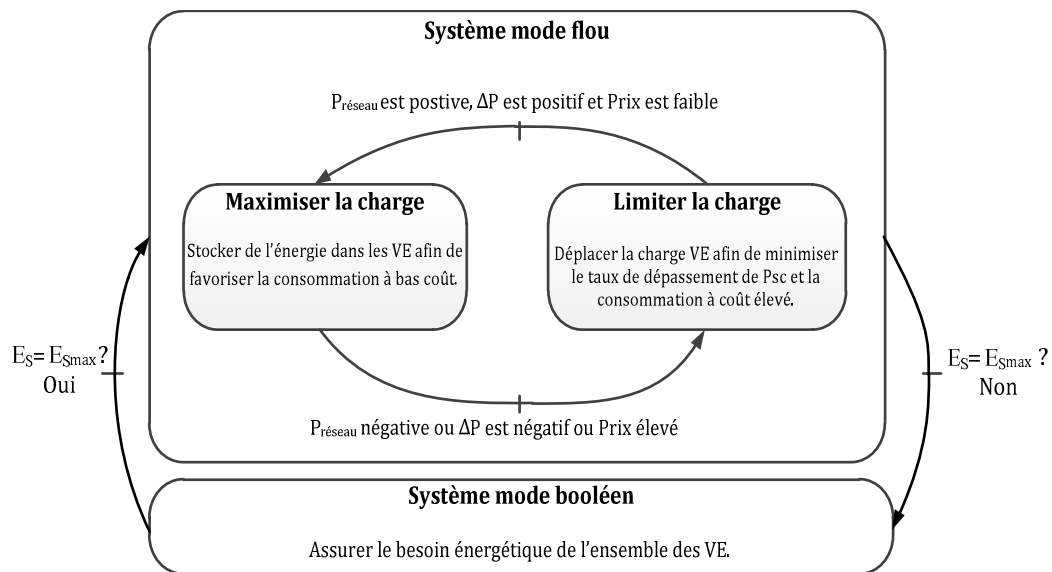 Système mode flou
Préseau est postive, ΔP est positif et Prix est faible
Maximiser la charge
Stocker de l'énergie dans les VE afin de
favoriser la consommation à bas coût.
Limiter la charge
Déplacer la charge VE afin de minimiser
le taux de dépassement de Psc et la
consommation à coût élevé.
ES= ESmax?
Oui
ES= ESmax ?
Non
Préseau négative ou ΔP est négatif ou Prix élevé
Système mode booléen
Assurer le besoin énergétique de l'ensemble des VE.